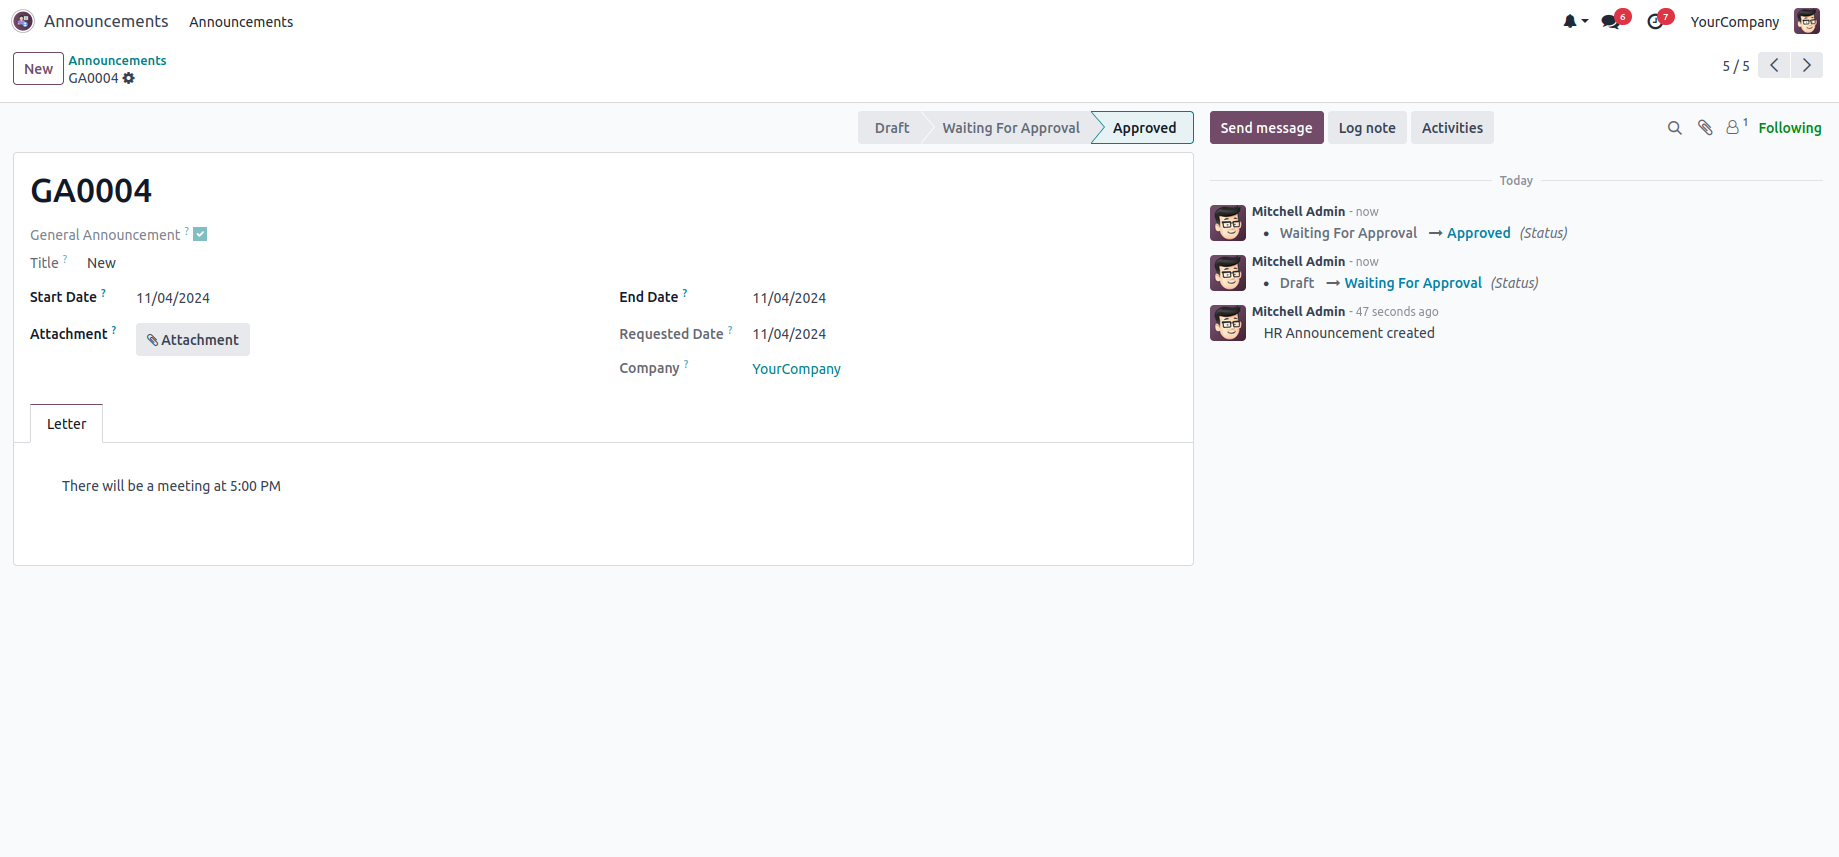 Announcements Announcements 6 7 YourCompany
New Announcements
GA0004
5 / 5
Draft Waiting For Approval Approved
Send message Log note Activities 1 Following
GA0004
General Announcement ?
Title ? New
Start Date ? 11/04/2024
End Date ? 11/04/2024
Attachment ? Attachment
Requested Date ? 11/04/2024
Company ? YourCompany
Letter
There will be a meeting at 5:00 PM
Today
Mitchell Admin - now
• Waiting For Approval → Approved (Status)
Mitchell Admin - now
• Draft → Waiting For Approval (Status)
Mitchell Admin - 47 seconds ago
HR Announcement created